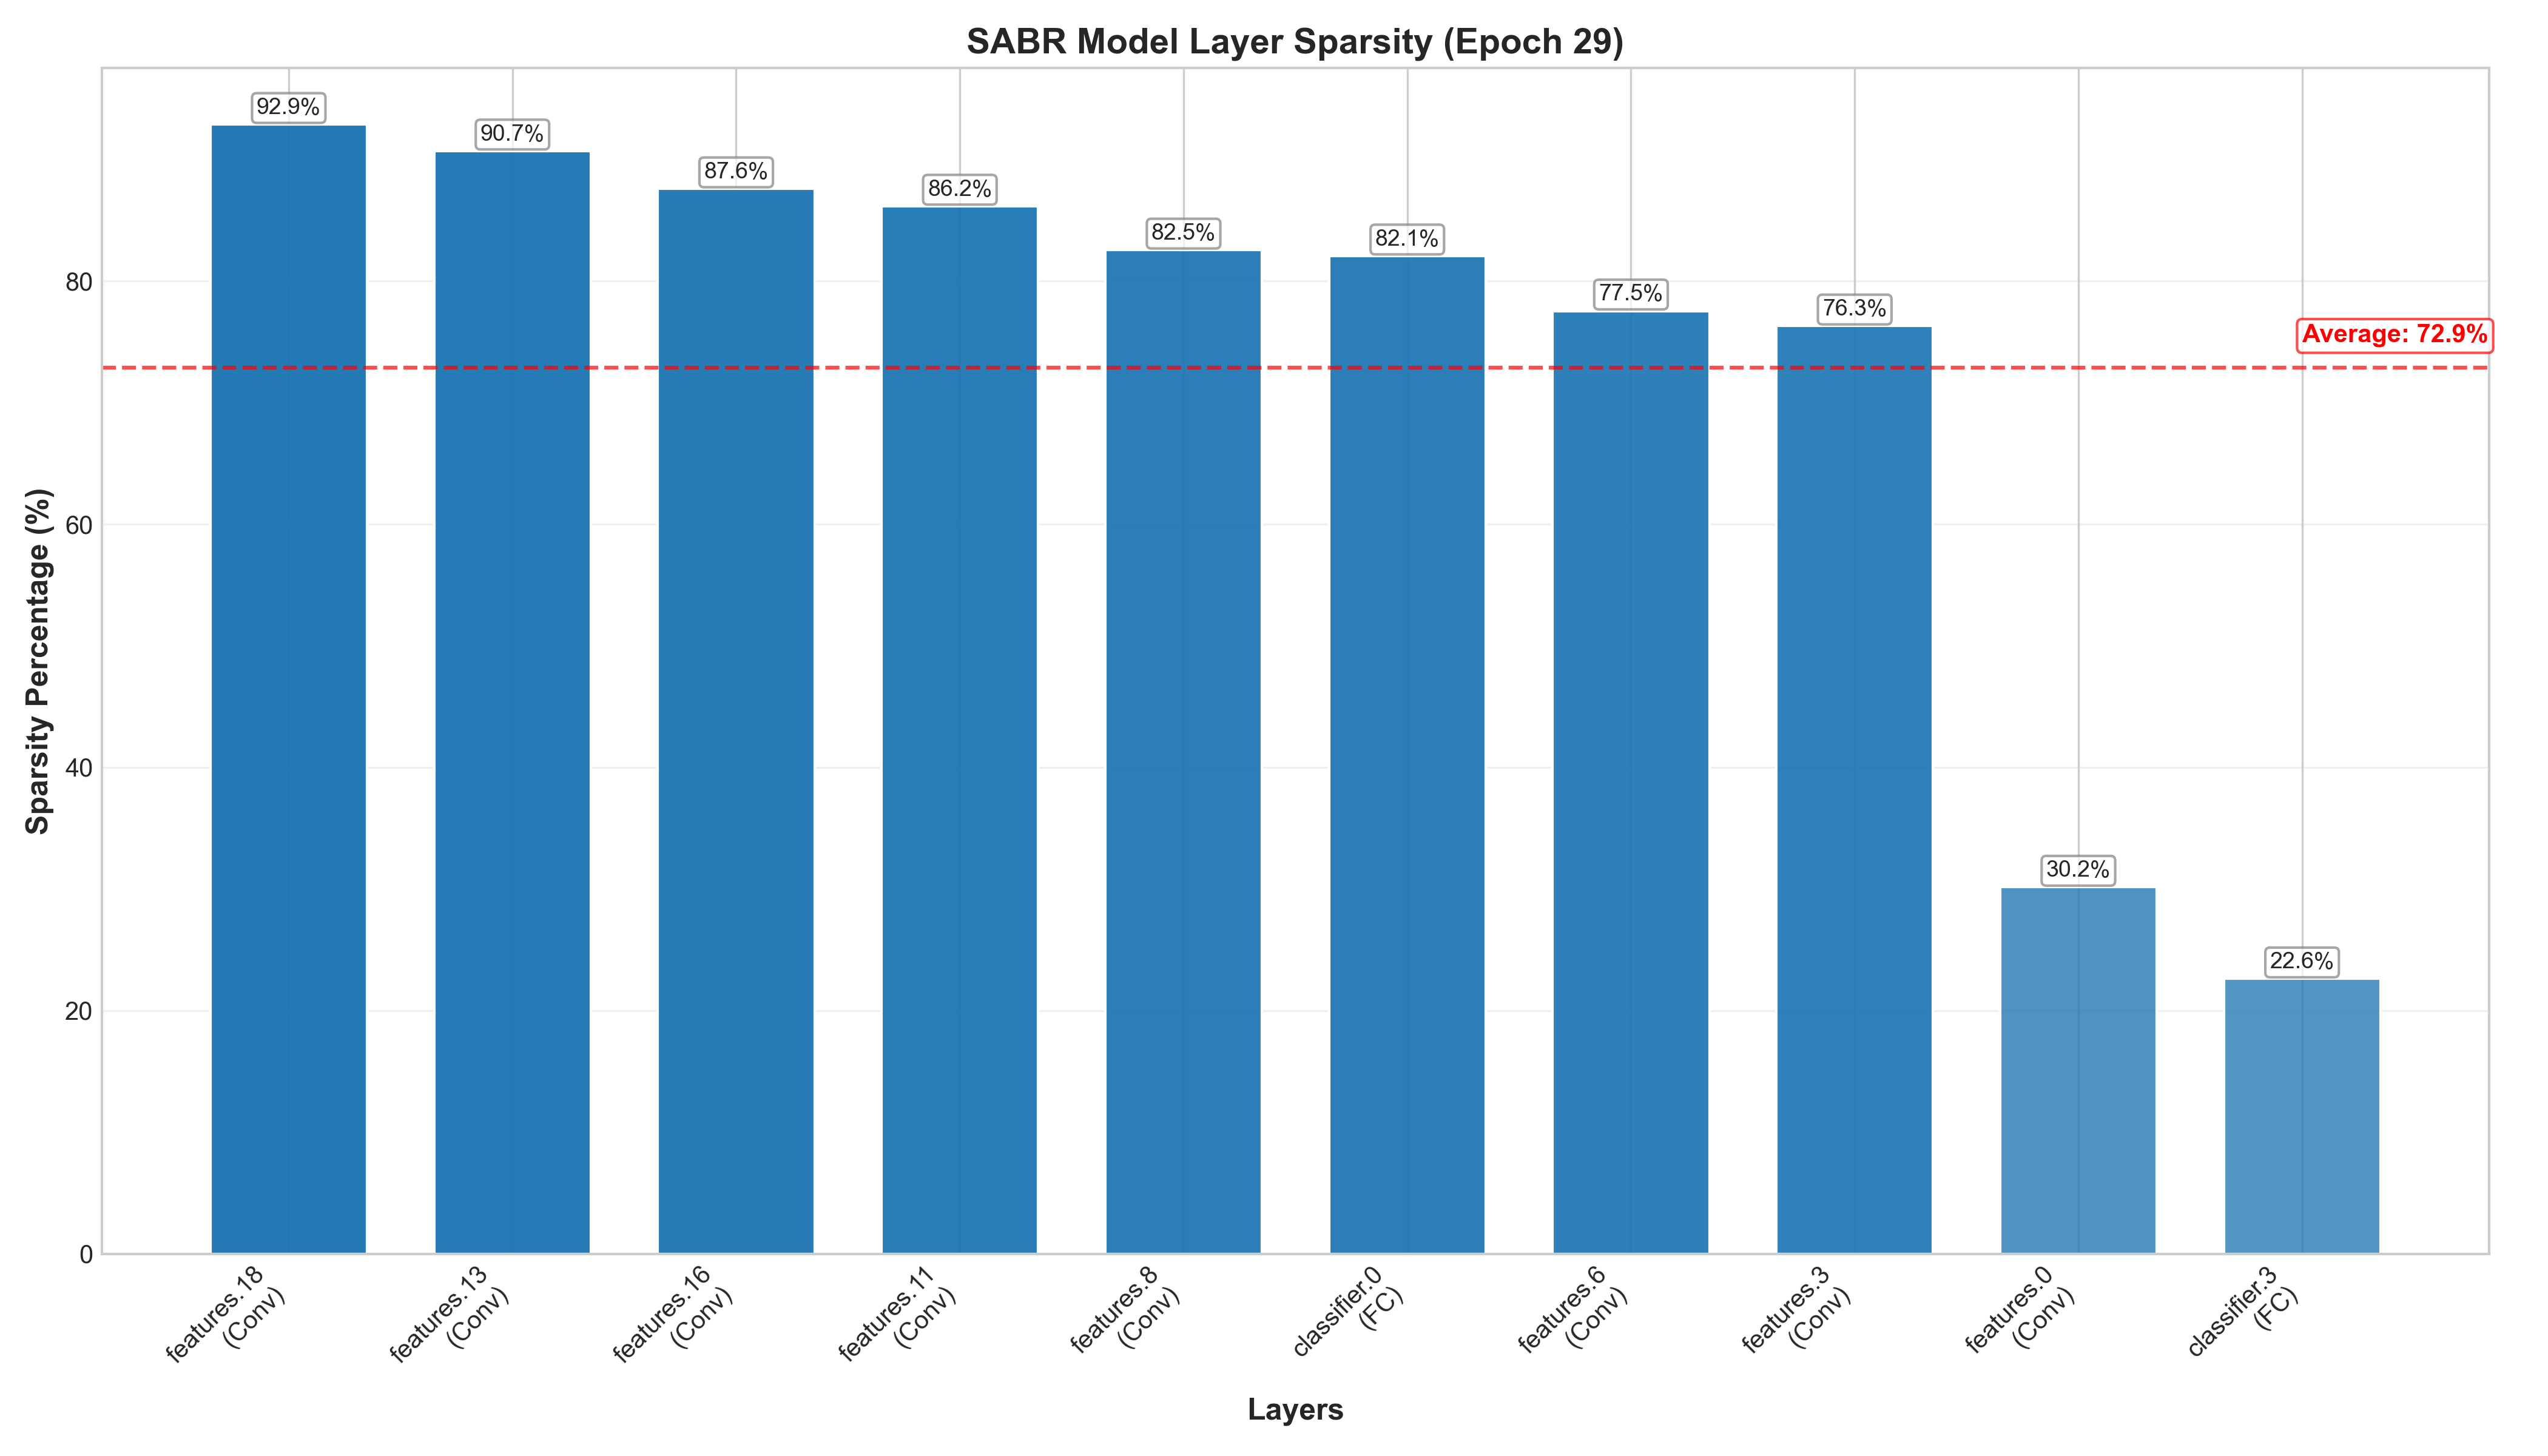 SABR Model Layer Sparsity (Epoch 29)
Sparsity Percentage (%)
80
60
40
20
0
92.9%
90.7%
87.6%
86.2%
82.5%
82.1%
77.5%
76.3%
30.2%
22.6%
Average: 72.9%
features.18
(Conv)
features.13
(Conv)
features.16
(Conv)
features.11
(Conv)
features.8
(Conv)
classifier.0
(FC)
features.6
(Conv)
features.3
(Conv)
features.0
(Conv)
classifier.3
(FC)
Layers